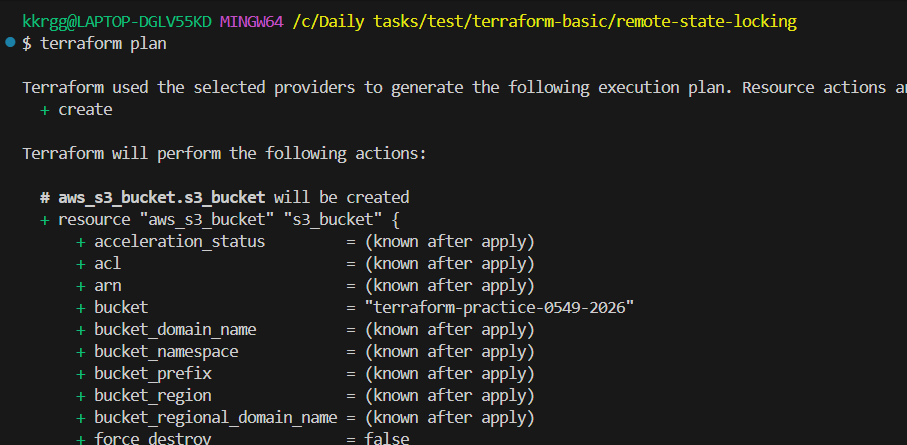 kkrgg@LAPTOP-DGLV55KD MINGW64 /c/Daily tasks/test/terraform-basic/remote-state-locking
$ terraform plan
Terraform used the selected providers to generate the following execution plan. Resource actions
+ create
Terraform will perform the following actions:
# aws_s3_bucket.s3_bucket will be created
+ resource "aws_s3_bucket" "s3_bucket" {
+ acceleration_status = (known after apply)
+ acl = (known after apply)
+ arn = (known after apply)
+ bucket = "terraform-practice-0549-2026"
+ bucket_domain_name = (known after apply)
+ bucket_namespace = (known after apply)
+ bucket_prefix = (known after apply)
+ bucket_region = (known after apply)
+ bucket_regional_domain_name = (known after apply)
+ force_destroy = false